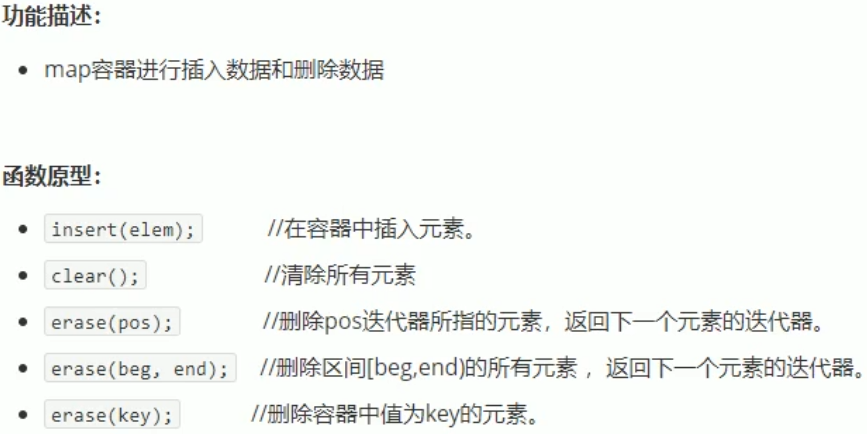 功能描述：
• map容器进行插入数据和删除数据
函数原型：
• insert(elem); //在容器中插入元素。
• clear(); //清除所有元素
• erase(pos); //删除pos迭代器所指的元素，返回下一个元素的迭代器。
• erase(beg, end); //删除区间[beg,end)的所有元素 ，返回下一个元素的迭代器。
• erase(key); //删除容器中值为key的元素。